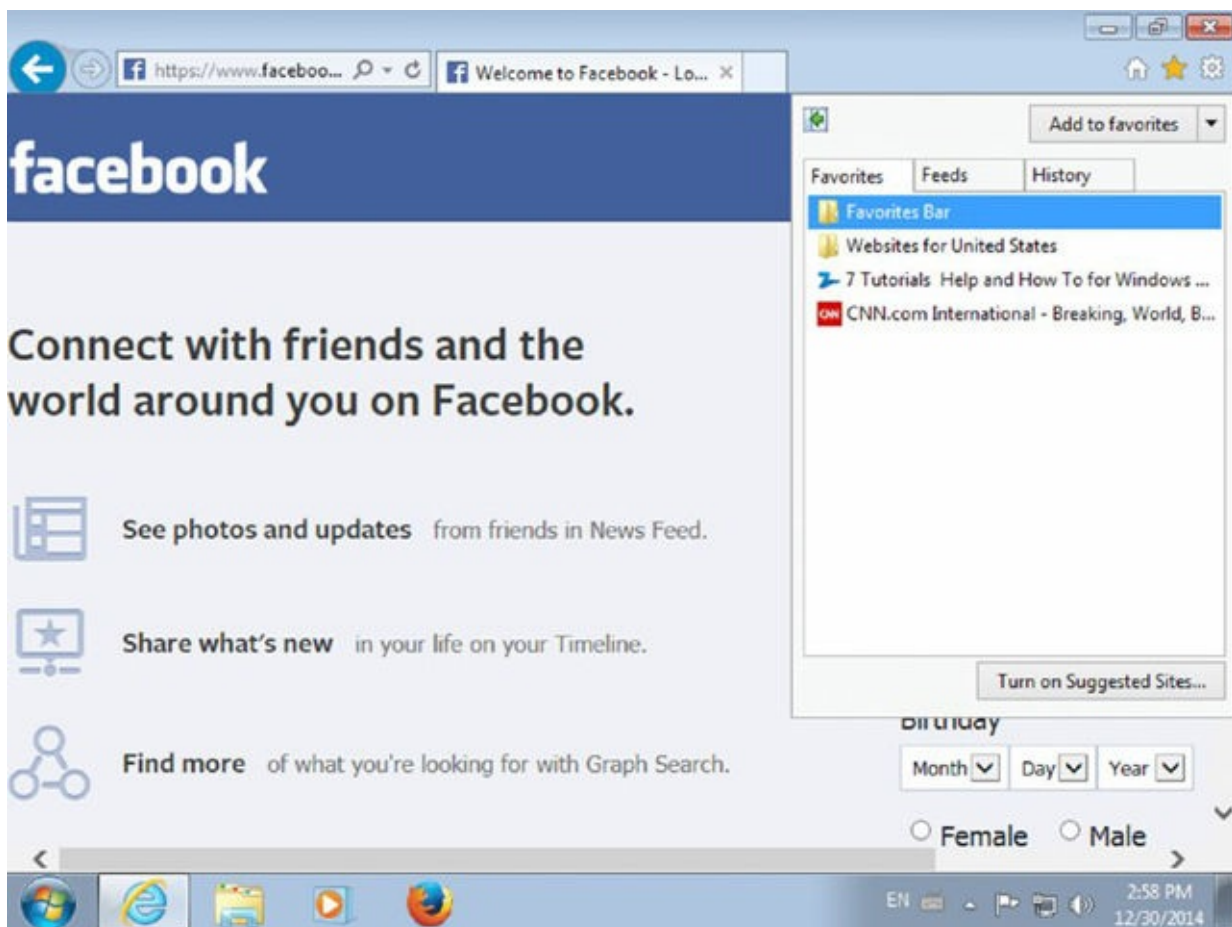 https://www.faceboo...
Welcome to Facebook - Lo...
facebook
Add to favorites
Favorites Feeds History
Favorites Bar
Websites for United States
7 Tutorials Help and How To for Windows ...
CNN
CNN.com International - Breaking, World, B...
Connect with friends and the
world around you on Facebook.
See photos and updates from friends in News Feed.
Share what's new in your life on your Timeline.
Turn on Suggested Sites...
Birthday
Find more of what you're looking for with Graph Search.
Month Day Year
Female Male
EN
2:58 PM
12/30/2014